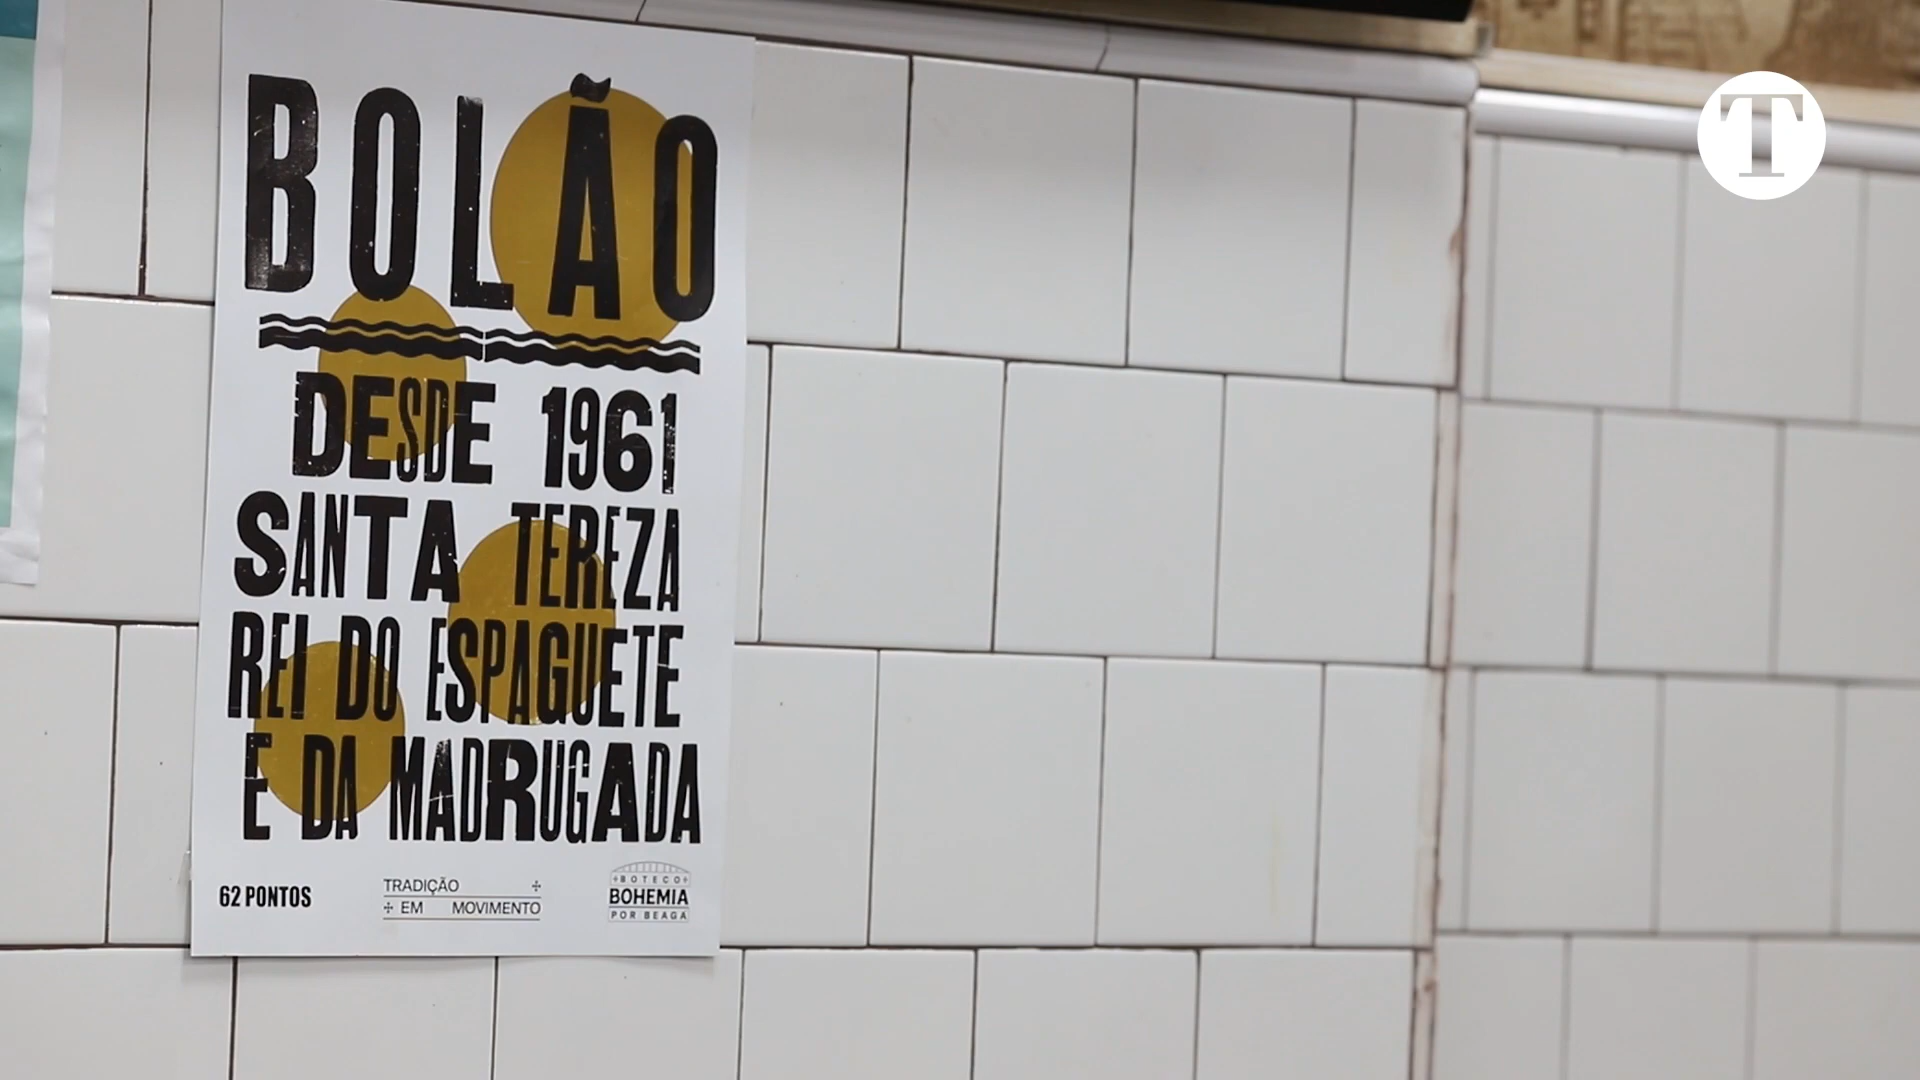 BOLÃO
DESDE 1961
SANTA TEREZA
REI DO ESPAGUETE
E DA MADRUGADA
62 PONTOS
TRADIÇÃO
EM MOVIMENTO
BOTECO
BOHEMIA
POR BEAGA
T